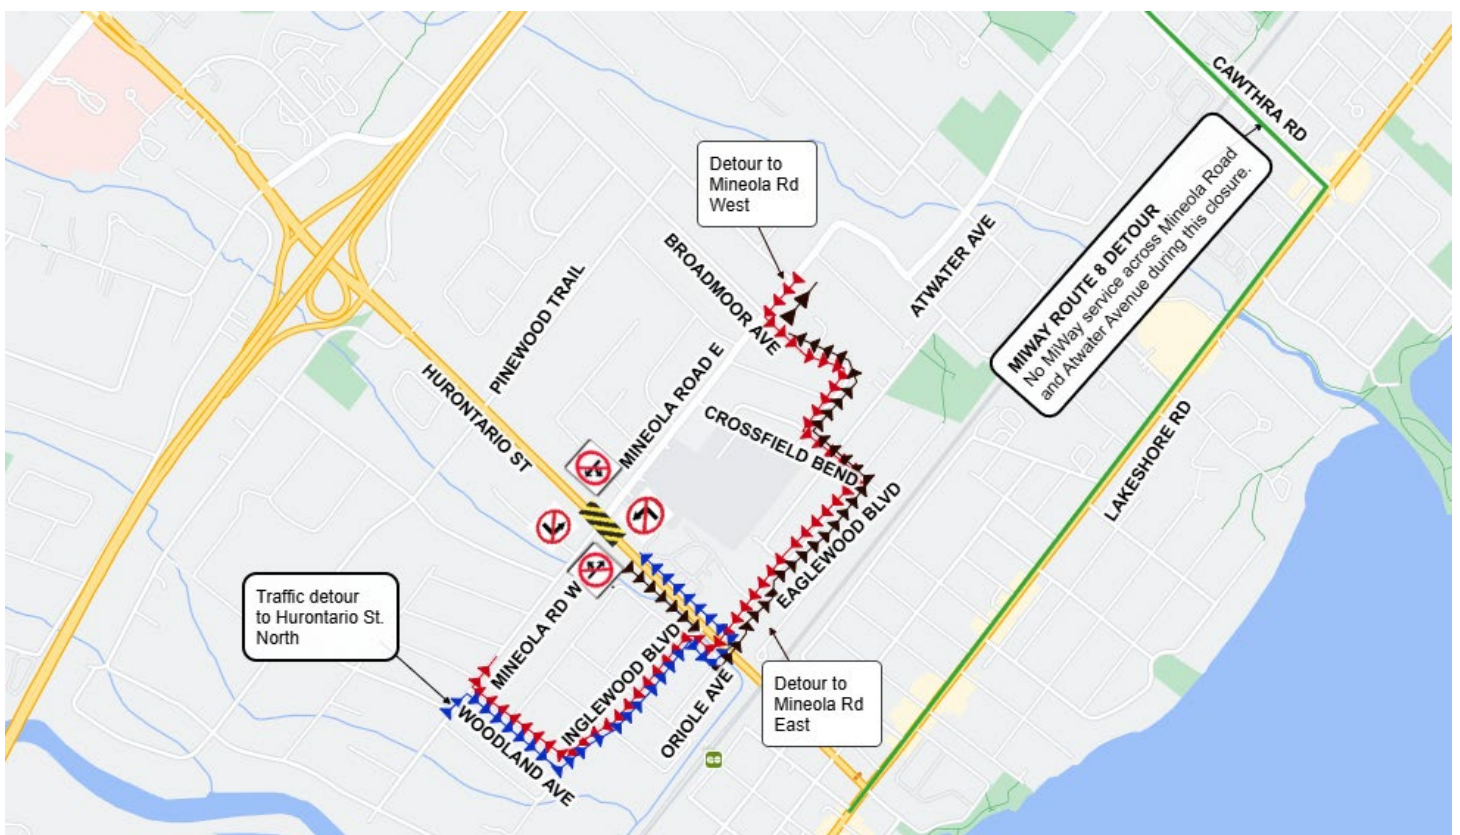 CAWTHRA RD
MIWAY ROUTE 8 DETOUR
No MiWay service across Mineola Road
and Atwater Avenue during this closure.
Detour to
Mineola Rd
West
BROADMOOR AVE
ATWATER AVE
PINEWOOD TRAIL
HURONTARIO ST
MINEOLA ROAD E
CROSSFIELD BEND
LAKESHORE RD
EAGLEWOOD BLVD
Traffic detour
to Hurontario St.
North
MINEOLA RD W
INGLEWOOD BLVD
ORIOLE AVE
WOODLAND AVE
Detour to
Mineola Rd
East
GO